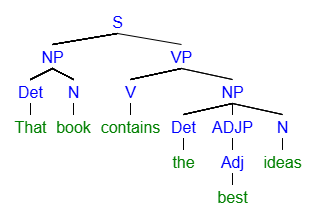 S
NP VP
Det N V NP
That book contains Det ADJP N
the Adj ideas
best